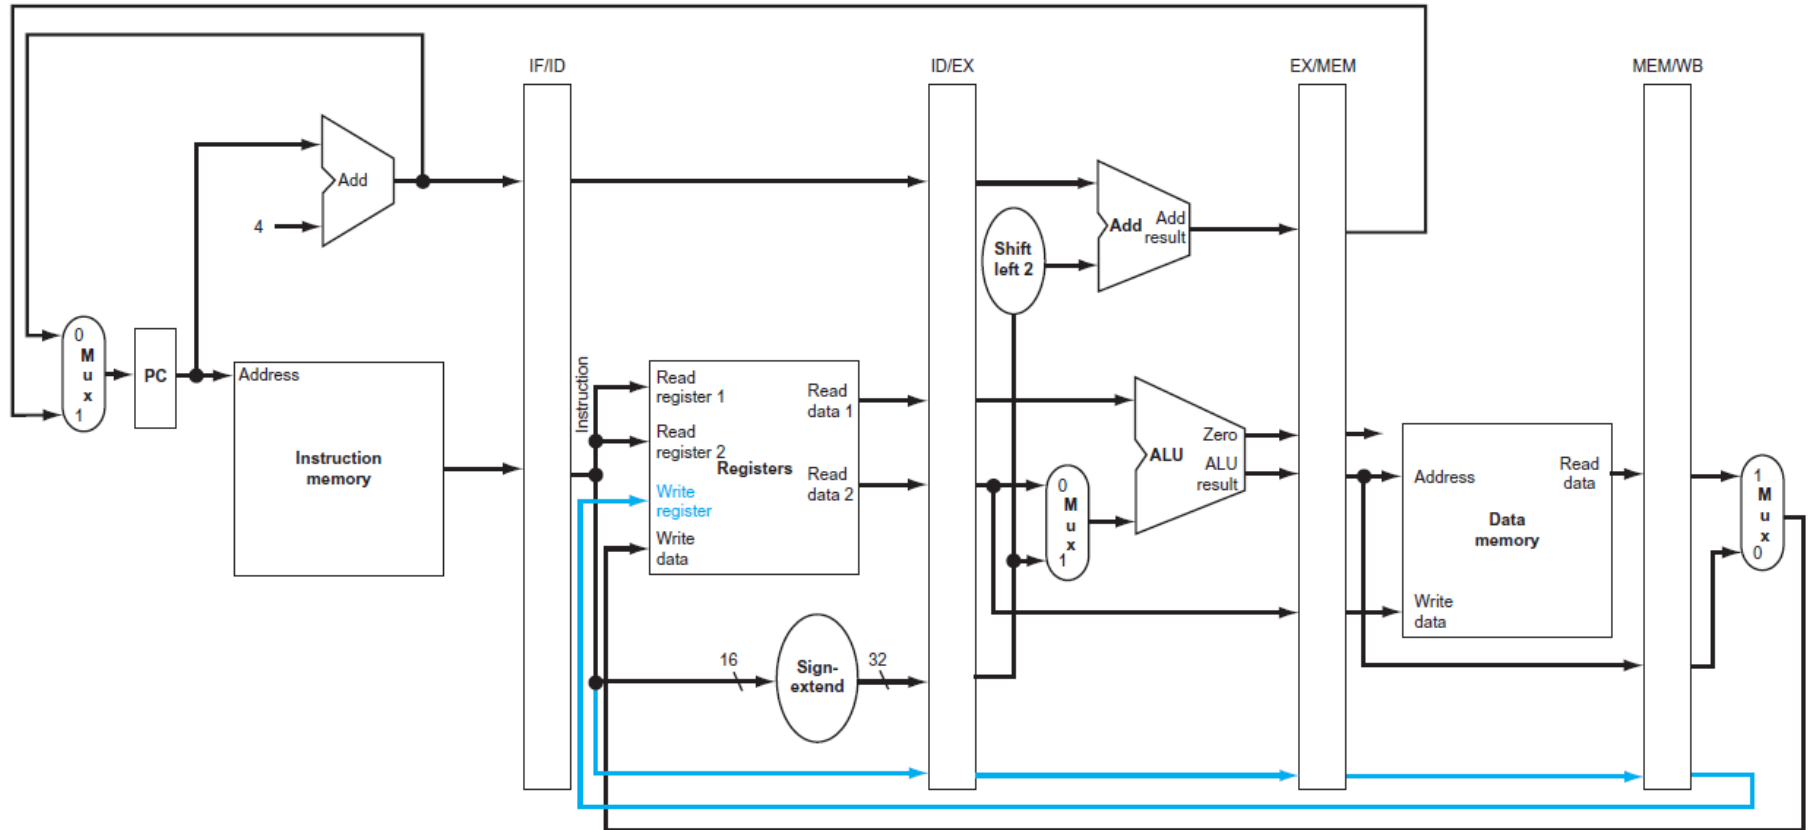 IF/ID
ID/EX
EX/MEM
MEM/WB
Add
4
Shift
left 2
Add
Add
result
0
M
u
x
1
PC
Address
Instruction
memory
Instruction
Read
register 1
Read
register 2
Write
register
Write
data
Registers
Read
data 1
Read
data 2
16
Sign-
extend
32
0
M
u
x
1
ALU
Zero
ALU
result
Address
Read
data
Data
memory
Write
data
1
M
u
x
0